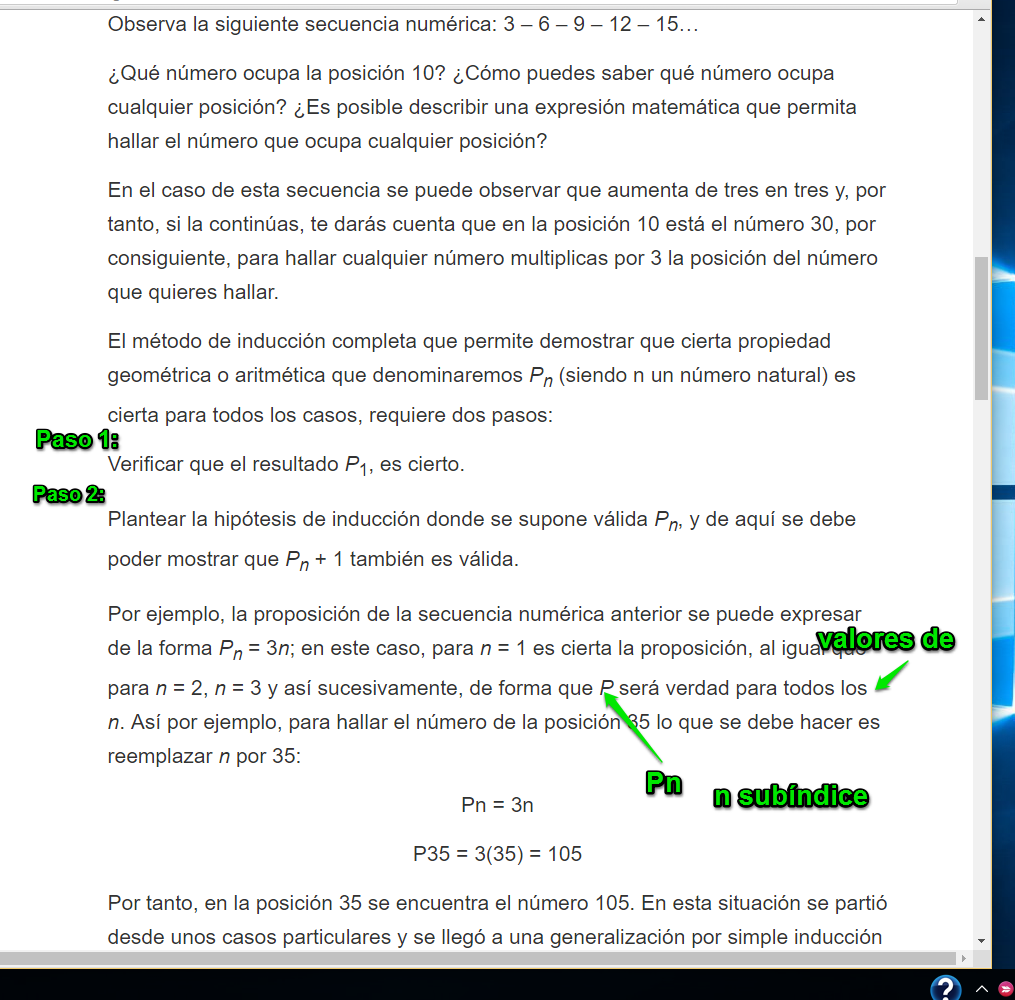 Observa la siguiente secuencia numérica: 3 – 6 – 9 – 12 – 15…
¿Qué número ocupa la posición 10? ¿Cómo puedes saber qué número ocupa
cualquier posición? ¿Es posible describir una expresión matemática que permita
hallar el número que ocupa cualquier posición?
En el caso de esta secuencia se puede observar que aumenta de tres en tres y, por
tanto, si la continúas, te darás cuenta que en la posición 10 está el número 30, por
consiguiente, para hallar cualquier número multiplicas por 3 la posición del número
que quieres hallar.
El método de inducción completa que permite demostrar que cierta propiedad
geométrica o aritmética que denominaremos Pn (siendo n un número natural) es
cierta para todos los casos, requiere dos pasos:
Paso 1:
Verificar que el resultado P1, es cierto.
Paso 2:
Plantear la hipótesis de inducción donde se supone válida Pn, y de aquí se debe
poder mostrar que Pn + 1 también es válida.
Por ejemplo, la proposición de la secuencia numérica anterior se puede expresar
valores de
de la forma Pn = 3n; en este caso, para n = 1 es cierta la proposición, al igual que
para n = 2, n = 3 y así sucesivamente, de forma que P será verdad para todos los
n. Así por ejemplo, para hallar el número de la posición 35 lo que se debe hacer es
reemplazar n por 35:
Pn
n subíndice
Pn = 3n
P35 = 3(35) = 105
Por tanto, en la posición 35 se encuentra el número 105. En esta situación se partió
desde unos casos particulares y se llegó a una generalización por simple inducción
?